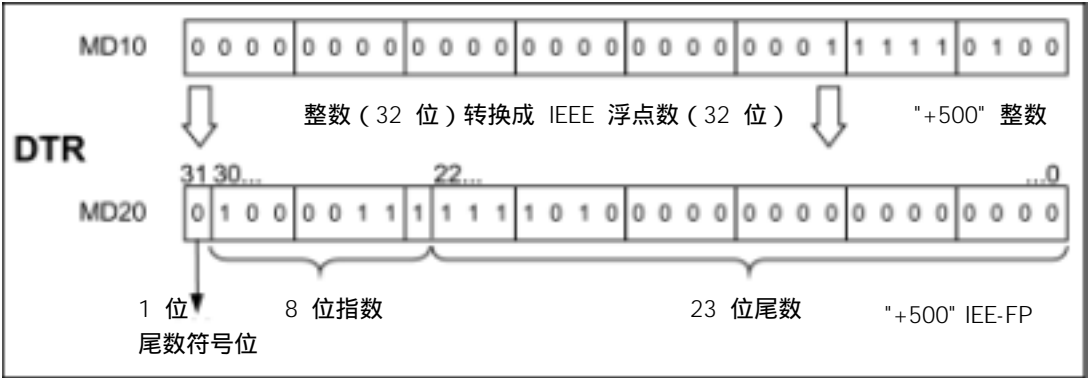 MD10 0 0 0 0 0 0 0 0 0 0 0 0 0 0 0 0 0 0 0 0 0 0 0 1 1 1 1 1 0 1 0 0
整数(32 位)转换成 IEEE 浮点数(32 位) "+500" 整数
DTR
31 30... 22... ...0
MD20 0 1 0 0 0 0 1 1 1 1 1 1 1 0 1 0 0 0 0 0 0 0 0 0 0 0 0 0 0 0 0 0
1 位 8 位指数 23 位尾数 "+500" IEE-FP
尾数符号位